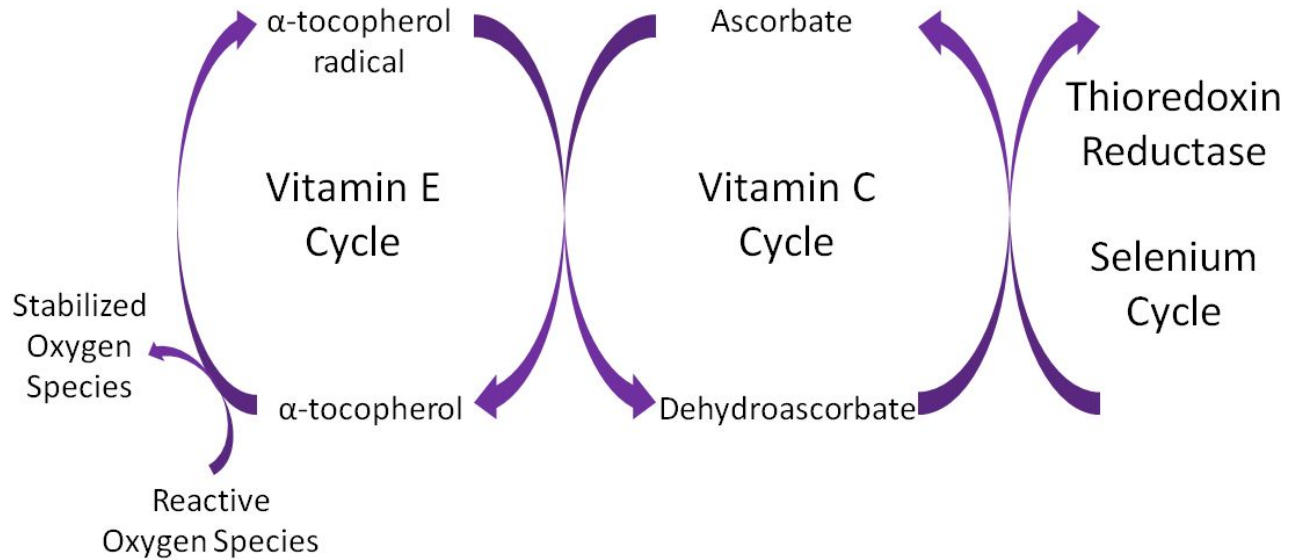 α-tocopherol
radical
Ascorbate
Thioredoxin
Reductase
Vitamin E
Cycle
Vitamin C
Cycle
Selenium
Cycle
Stabilized
Oxygen
Species
α-tocopherol
Dehydroascorbate
Reactive
Oxygen Species